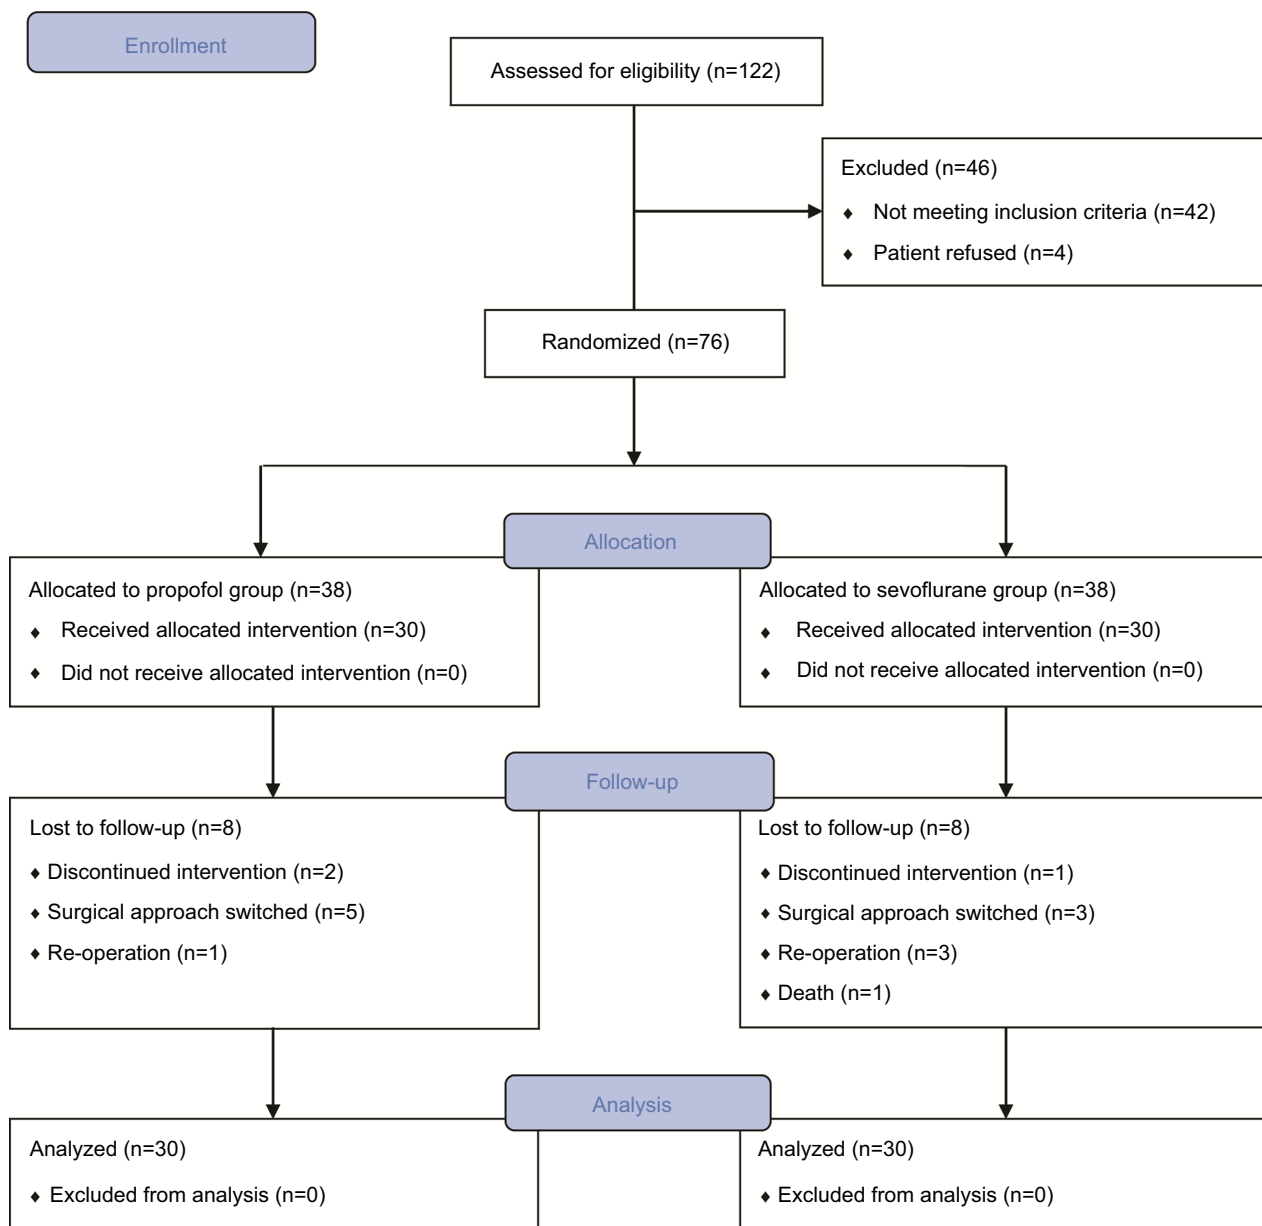 Enrollment
Assessed for eligibility (n=122)
Excluded (n=46)
♦ Not meeting inclusion criteria (n=42)
♦ Patient refused (n=4)
Randomized (n=76)
Allocation
Allocated to propofol group (n=38)
♦ Received allocated intervention (n=30)
♦ Did not receive allocated intervention (n=0)
Allocated to sevoflurane group (n=38)
♦ Received allocated intervention (n=30)
♦ Did not receive allocated intervention (n=0)
Follow-up
Lost to follow-up (n=8)
♦ Discontinued intervention (n=2)
♦ Surgical approach switched (n=5)
♦ Re-operation (n=1)
Lost to follow-up (n=8)
♦ Discontinued intervention (n=1)
♦ Surgical approach switched (n=3)
♦ Re-operation (n=3)
♦ Death (n=1)
Analysis
Analyzed (n=30)
♦ Excluded from analysis (n=0)
Analyzed (n=30)
♦ Excluded from analysis (n=0)